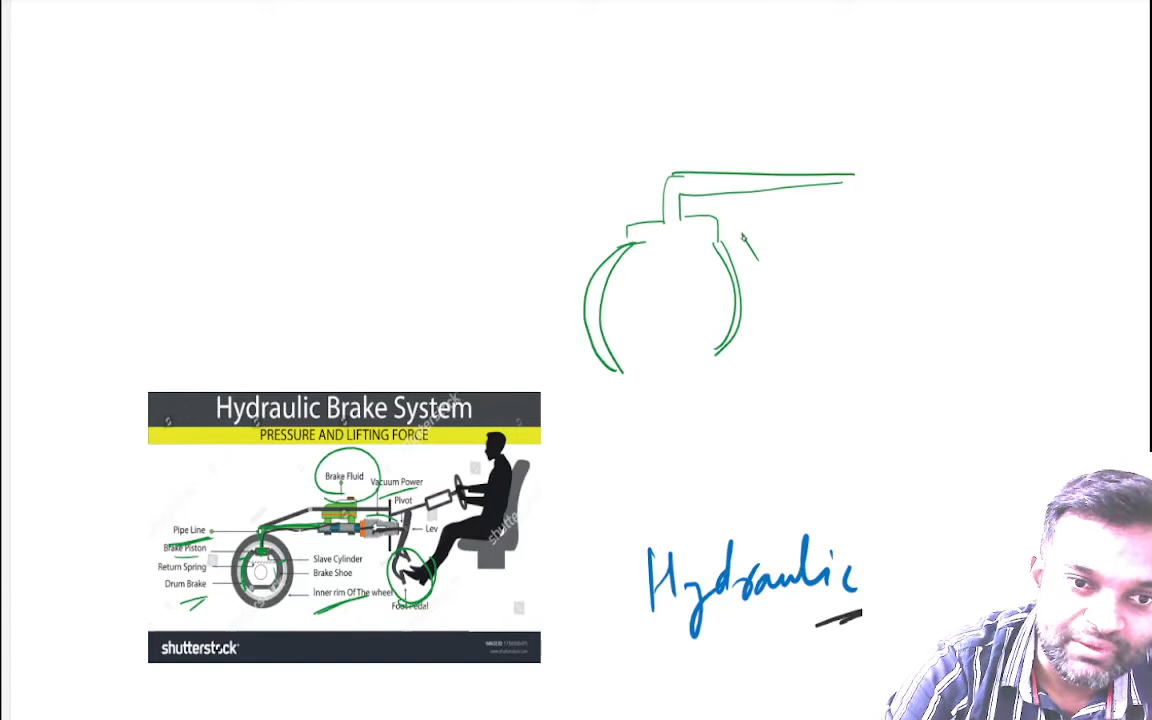 Hydraulic Brake System
PRESSURE AND LIFTING FORCE
Brake Fluid
Vacuum Power
Pivot
Pipe Line
Lev
Brake Piston
Slave Cylinder
Return Spring
Brake Shoe
Drum Brake
Inner rim Of The wheel
Foot Pedal
shutterstock
Hydraulic